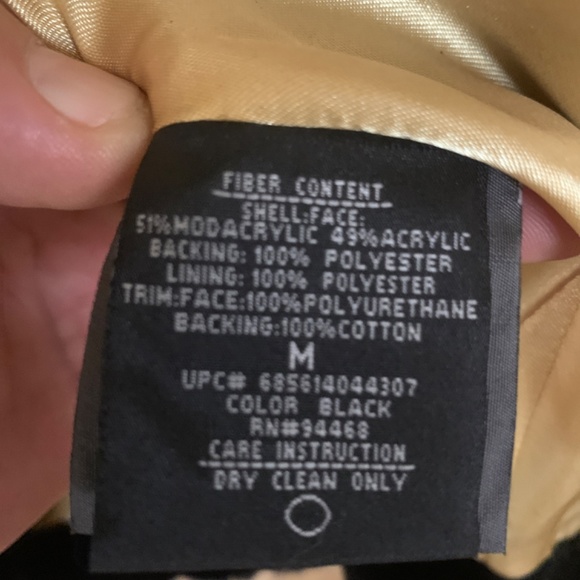 FIBER CONTENT
SHELL:FACE:
51%MODACRYLIC 49%ACRYLIC
BACKING: 100% POLYESTER
LINING: 100% POLYESTER
TRIM:FACE:100%POLYURETHANE
BACKING:100%COTTON
M
UPC# 685614044307
COLOR BLACK
RN#94468
CARE INSTRUCTION
DRY CLEAN ONLY